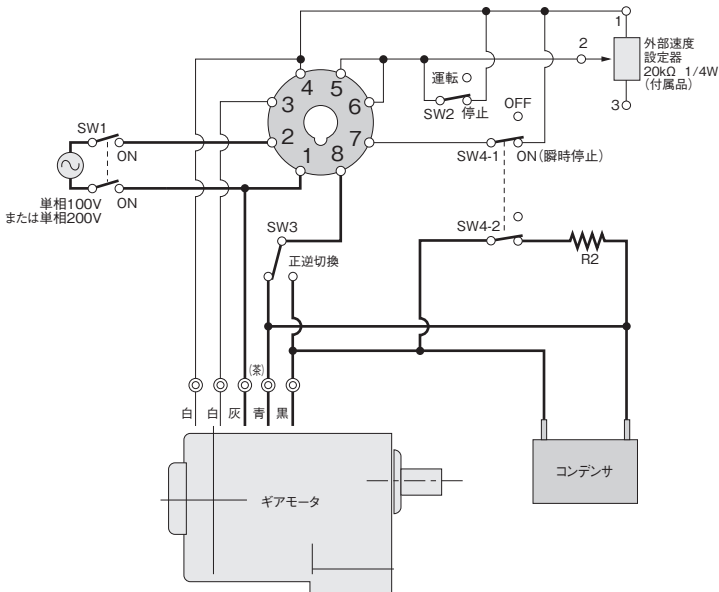 1
2
外部速度
設定器
20kΩ 1/4W
(付属品)
3
運転
SW2 停止
OFF
4 5
3 6
2 7
1 8
SW1
ON
ON
単相100V
または単相200V
SW4-1 ON(瞬時停止)
SW4-2
R2
SW3
正逆切換
(茶)
白 白 灰 青 黒
ギアモータ
コンデンサ